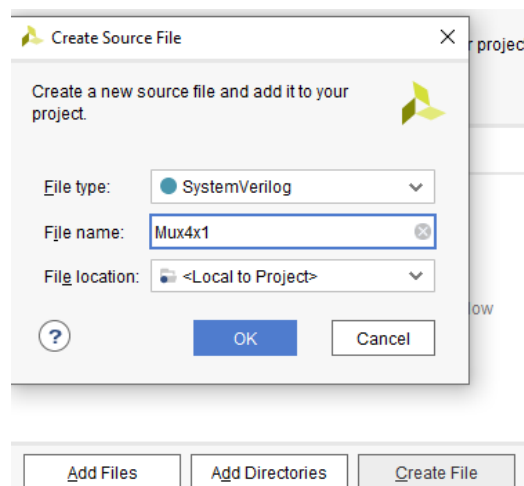 Create Source File
r projec
Create a new source file and add it to your
project.
File type: SystemVerilog
File name: Mux4x1
File location: <Local to Project>
low
? OK Cancel
Add Files Add Directories Create File